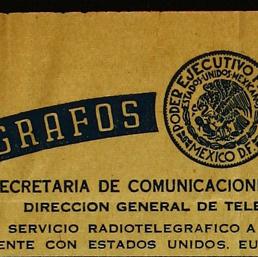 GRAFOS
PODER EJECUTIVO F
ESTADOS UNIDOS MEXICANOS
MEXICO D.F.
ECRETARIA DE COMUNICACIONE
DIRECCION GENERAL DE TELE
SERVICIO RADIOTELEGRAFICO A
ENTE CON ESTADOS UNIDOS, EU